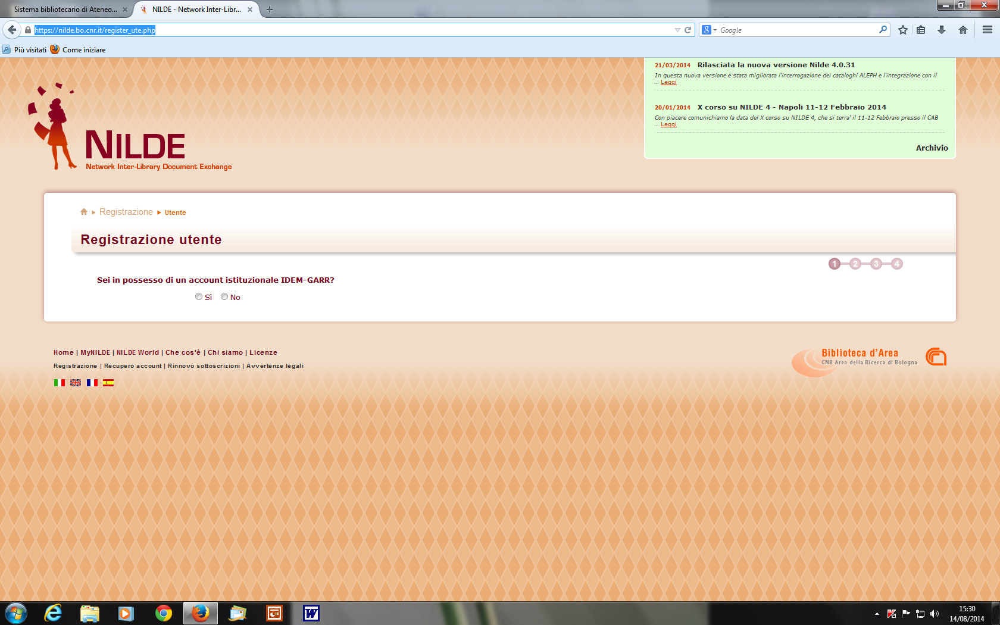 Sistema bibliotecario di Ateneo...
NILDE - Network Inter-Libr...
https://nilde.bo.cnr.it/register_ute.php
Google
Più visitati
Come iniziare
21/03/2014 Rilasciata la nuova versione Nilde 4.0.31
In questa nuova versione è stata migliorata l'interrogazione dei cataloghi ALEPH e l'integrazione con il
... Leggi
20/01/2014 X corso su NILDE 4 - Napoli 11-12 Febbraio 2014
Con piacere comunichiamo la data del X corso su NILDE 4, che si terra' il 11-12 Febbraio presso il CAB
... Leggi
Archivio
NILDE
Network Inter-Library Document Exchange
Registrazione Utente
Registrazione utente
1 2 3 4
Sei in possesso di un account istituzionale IDEM-GARR?
Sì No
Home | MyNILDE | NILDE World | Che cos'è | Chi siamo | Licenze
Registrazione | Recupero account | Rinnovo sottoscrizioni | Avvertenze legali
Biblioteca d'Area
CNR Area della Ricerca di Bologna
15:30
14/08/2014